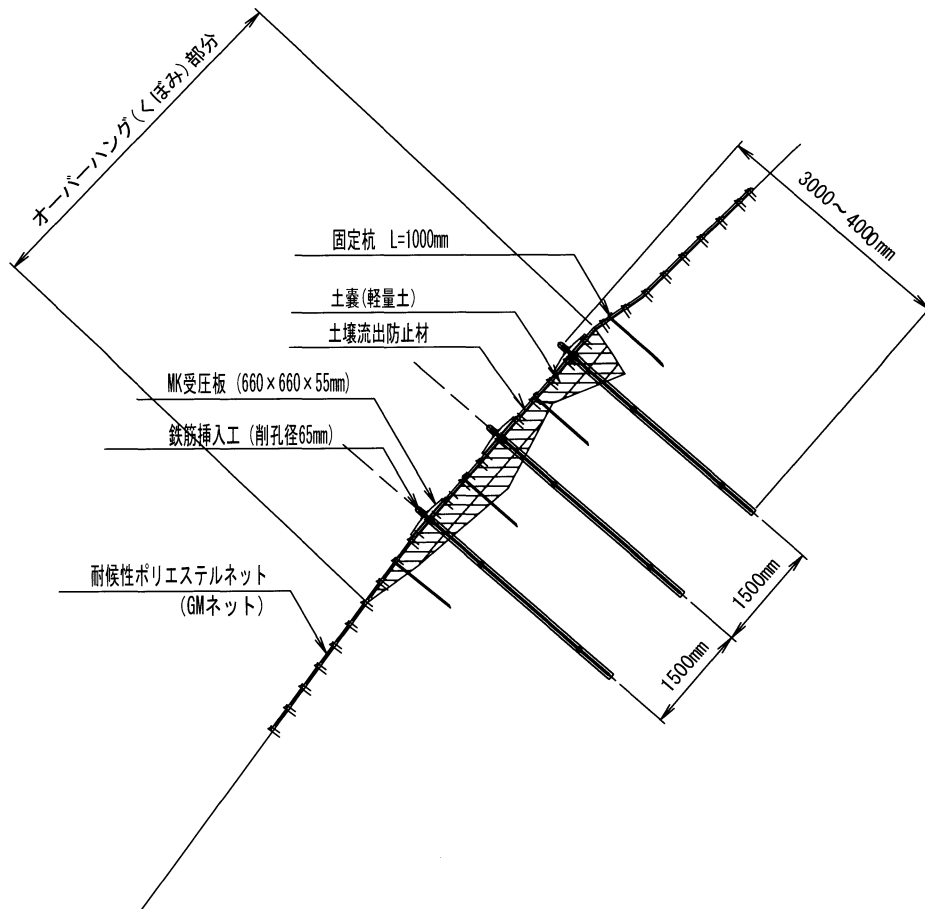 オーバーハング(くぼみ)部分
3000～4000mm
固定杭 L=1000mm
土嚢(軽量土)
土壌流出防止材
MK受圧板 (660×660×55mm)
鉄筋挿入工 (削孔径65mm)
耐候性ポリエステルネット
(GMネット)
1500mm
1500mm